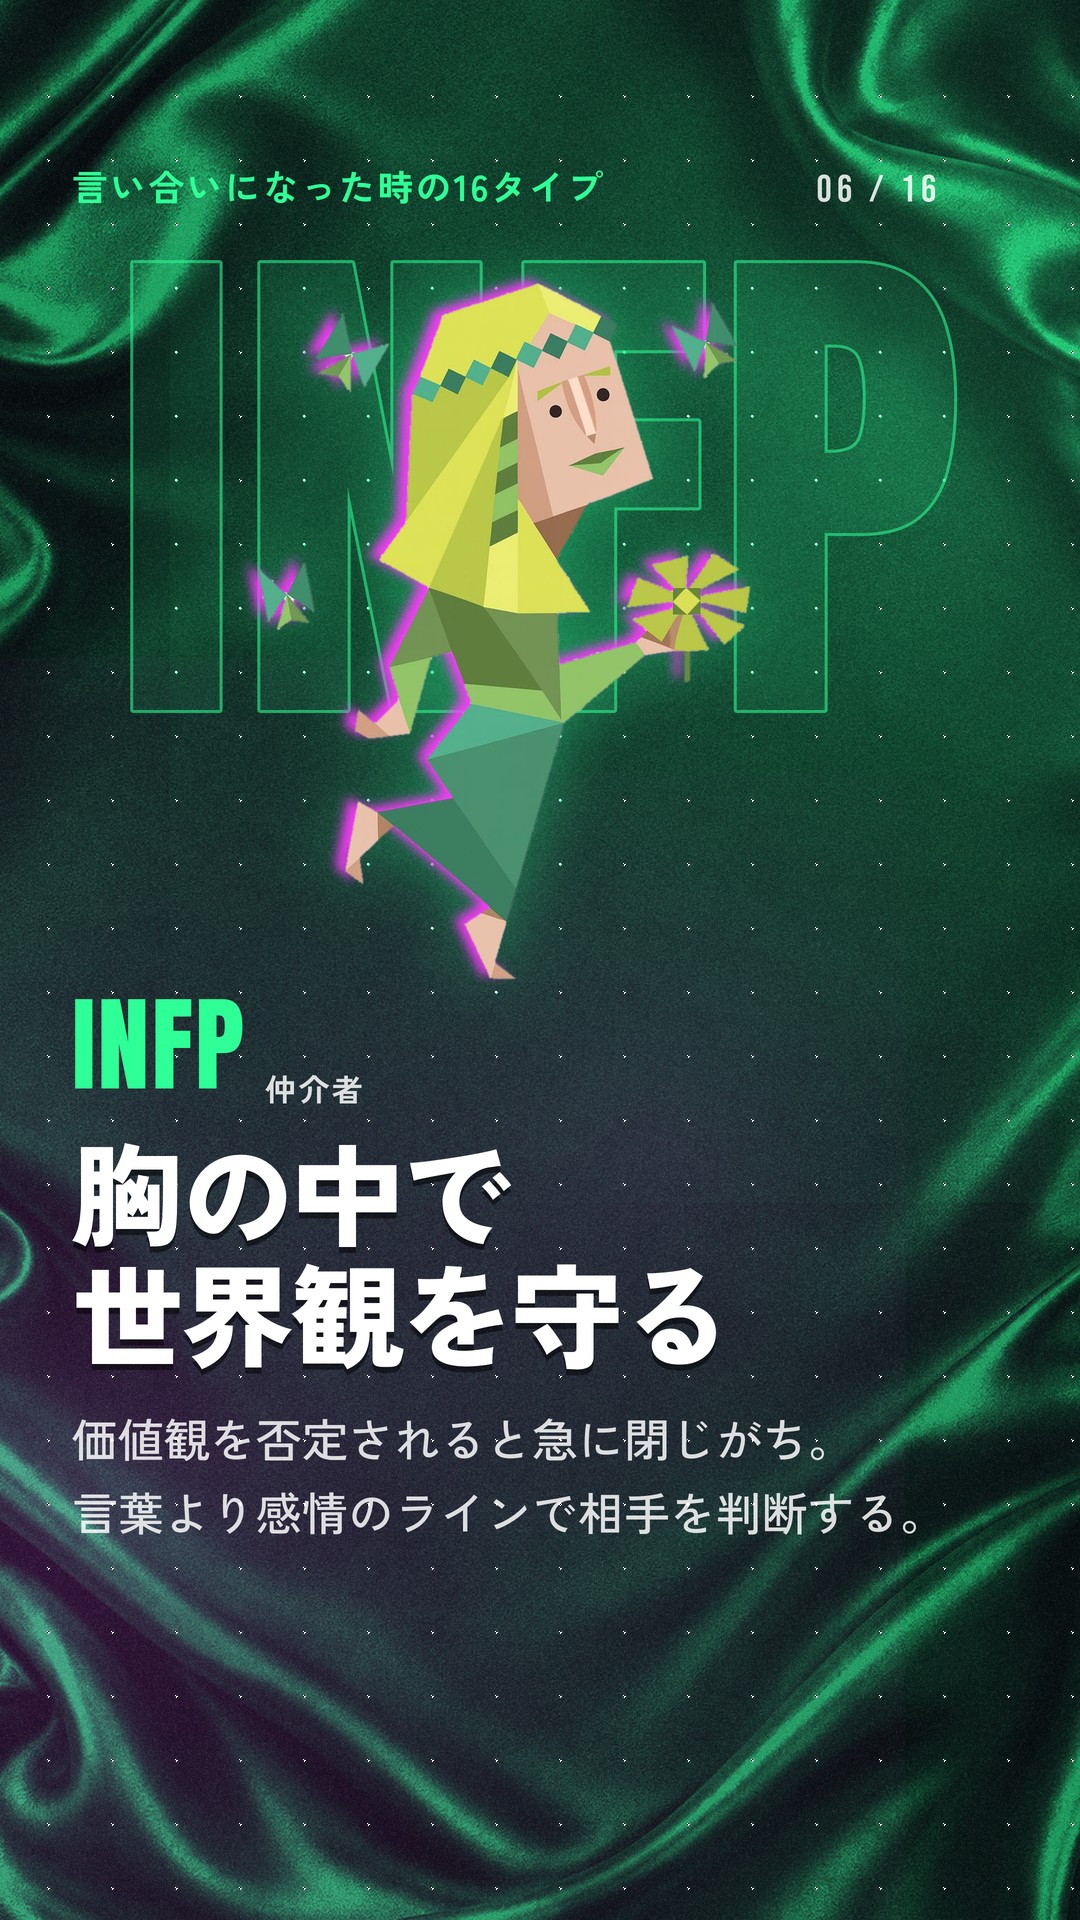 言い合いになった時の16タイプ
06 / 16
INFP
INFP
仲介者
胸の中で
世界観を守る
価値観を否定されると急に閉じがち。
言葉より感情のラインで相手を判断する。